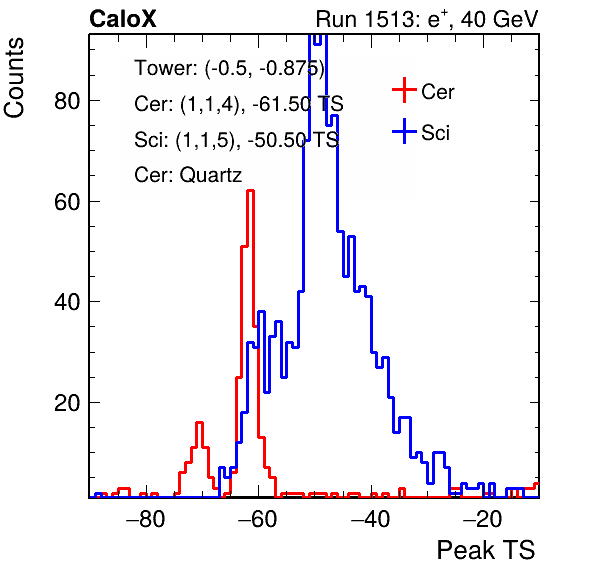 CaloX Run 1513: e⁺, 40 GeV
Counts
Tower: (-0.5, -0.875)
Cer: (1,1,4), -61.50 TS
Sci: (1,1,5), -50.50 TS
Cer: Quartz
Cer
Sci
80
60
40
20
−80 −60 −40 −20
Peak TS